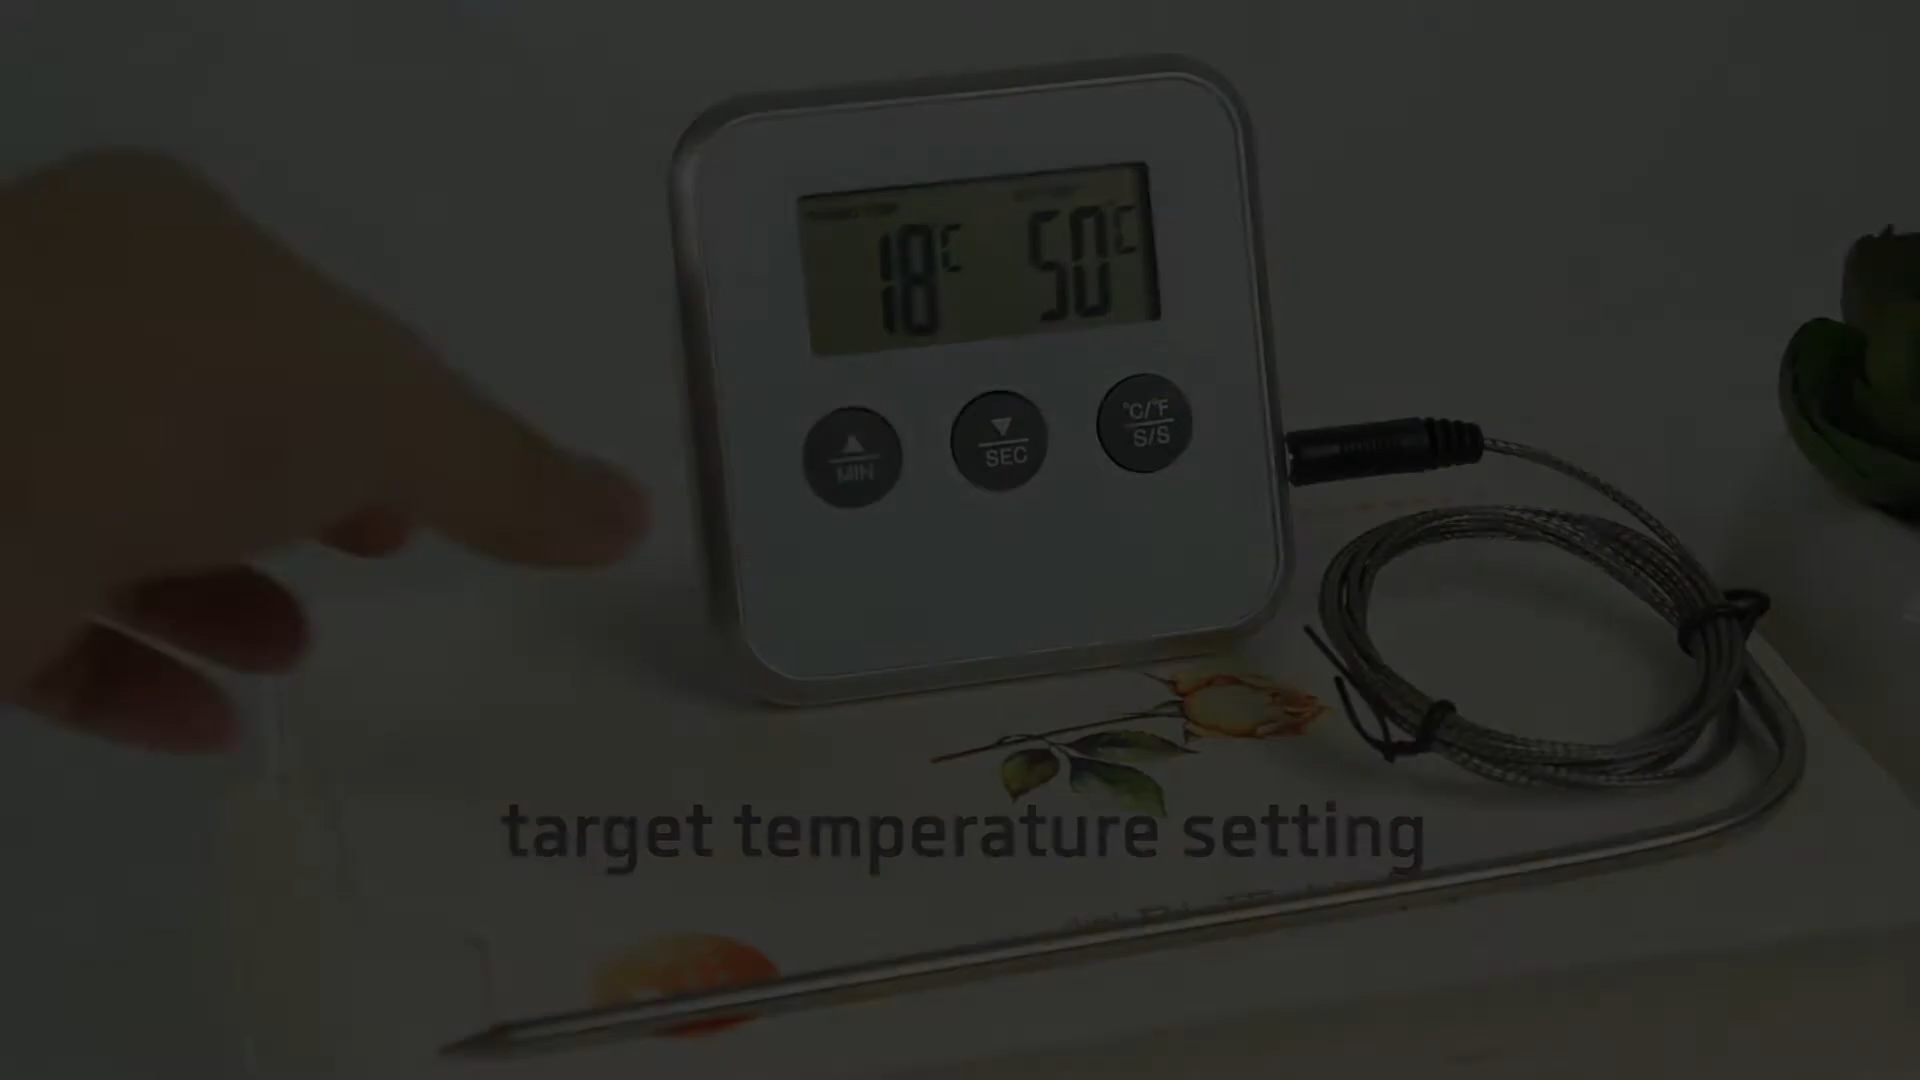 18°C 50°C
MIN
SEC
°C/°F
S/S
target temperature setting